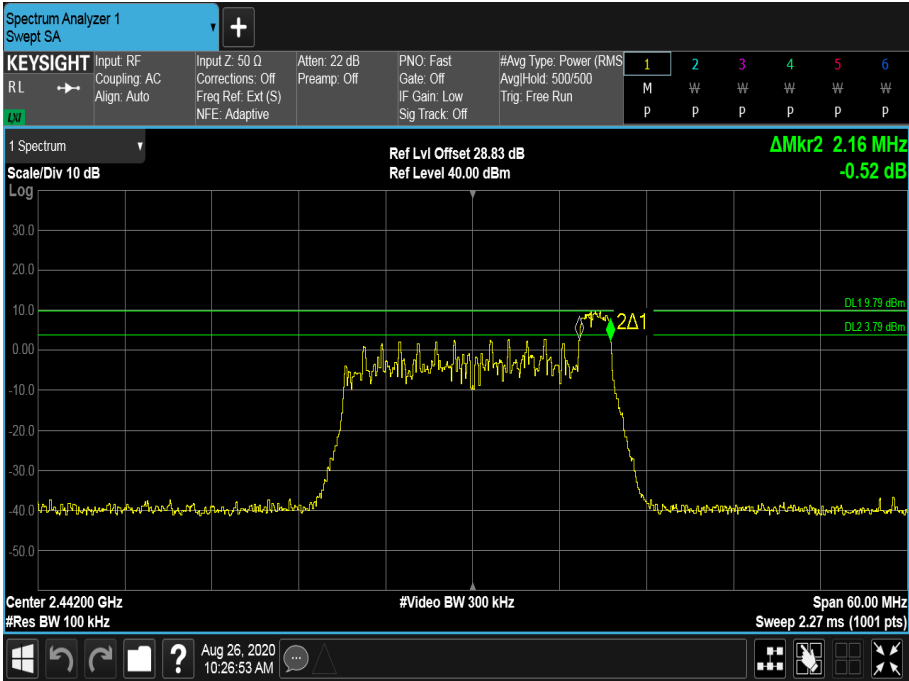 Spectrum Analyzer 1
Swept SA
+
KEYSIGHT
RL
LXI
Input: RF
Coupling: AC
Align: Auto
Input Z: 50 Ω
Corrections: Off
Freq Ref: Ext (S)
NFE: Adaptive
Atten: 22 dB
Preamp: Off
PNO: Fast
Gate: Off
IF Gain: Low
Sig Track: Off
#Avg Type: Power (RMS
Avg|Hold: 500/500
Trig: Free Run
1 2 3 4 5 6
M W W W W W
P P P P P P
1 Spectrum
Scale/Div 10 dB
Log
Ref Lvl Offset 28.83 dB
Ref Level 40.00 dBm
ΔMkr2 2.16 MHz
-0.52 dB
30.0
20.0
10.0
0.00
-10.0
-20.0
-30.0
-40.0
-50.0
DL1 9.79 dBm
DL2 3.79 dBm
2Δ1
Center 2.44200 GHz
#Res BW 100 kHz
#Video BW 300 kHz
Span 60.00 MHz
Sweep 2.27 ms (1001 pts)
?
Aug 26, 2020
10:26:53 AM